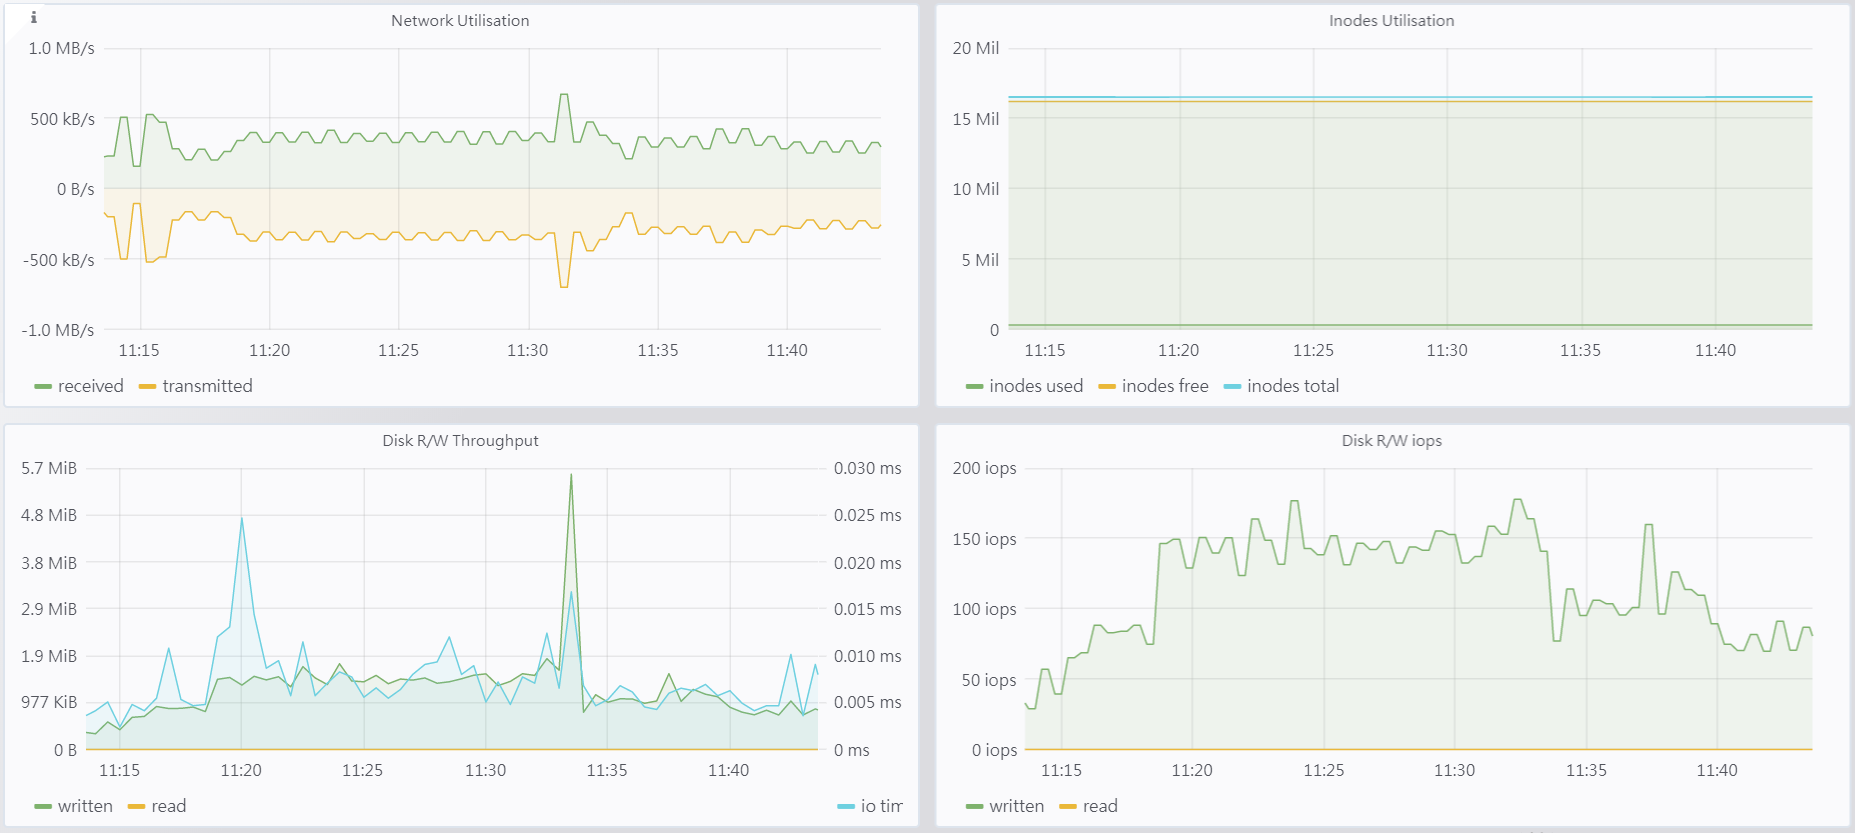 i
Network Utilisation
1.0 MB/s
500 kB/s
0 B/s
-500 kB/s
-1.0 MB/s
11:15 11:20 11:25 11:30 11:35 11:40
received transmitted
Inodes Utilisation
20 Mil
15 Mil
10 Mil
5 Mil
0
11:15 11:20 11:25 11:30 11:35 11:40
inodes used inodes free inodes total
Disk R/W Throughput
5.7 MiB 0.030 ms
4.8 MiB 0.025 ms
3.8 MiB 0.020 ms
2.9 MiB 0.015 ms
1.9 MiB 0.010 ms
977 KiB 0.005 ms
0 B 0 ms
11:15 11:20 11:25 11:30 11:35 11:40
written read io tim
Disk R/W iops
200 iops
150 iops
100 iops
50 iops
0 iops
11:15 11:20 11:25 11:30 11:35 11:40
written read